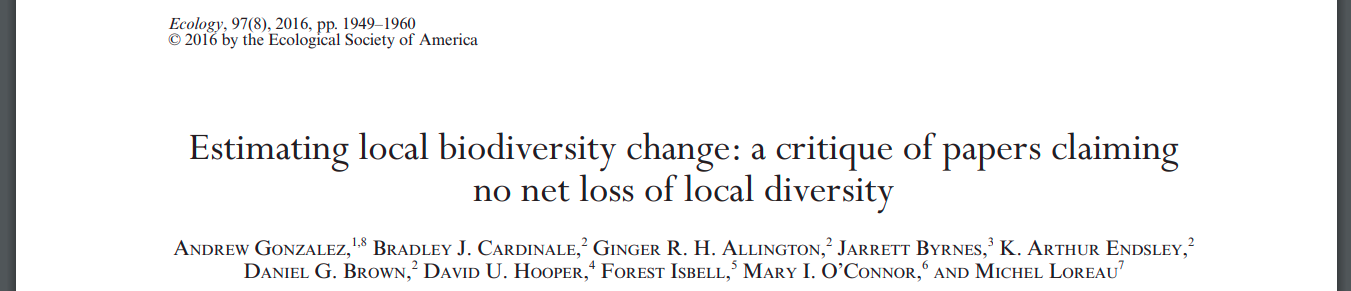 Ecology, 97(8), 2016, pp. 1949–1960
© 2016 by the Ecological Society of America
Estimating local biodiversity change: a critique of papers claiming
no net loss of local diversity
Andrew Gonzalez,1,8 Bradley J. Cardinale,2 Ginger R. H. Allington,2 Jarrett Byrnes,3 K. Arthur Endsley,2
Daniel G. Brown,2 David U. Hooper,4 Forest Isbell,5 Mary I. O’Connor,6 and Michel Loreau7